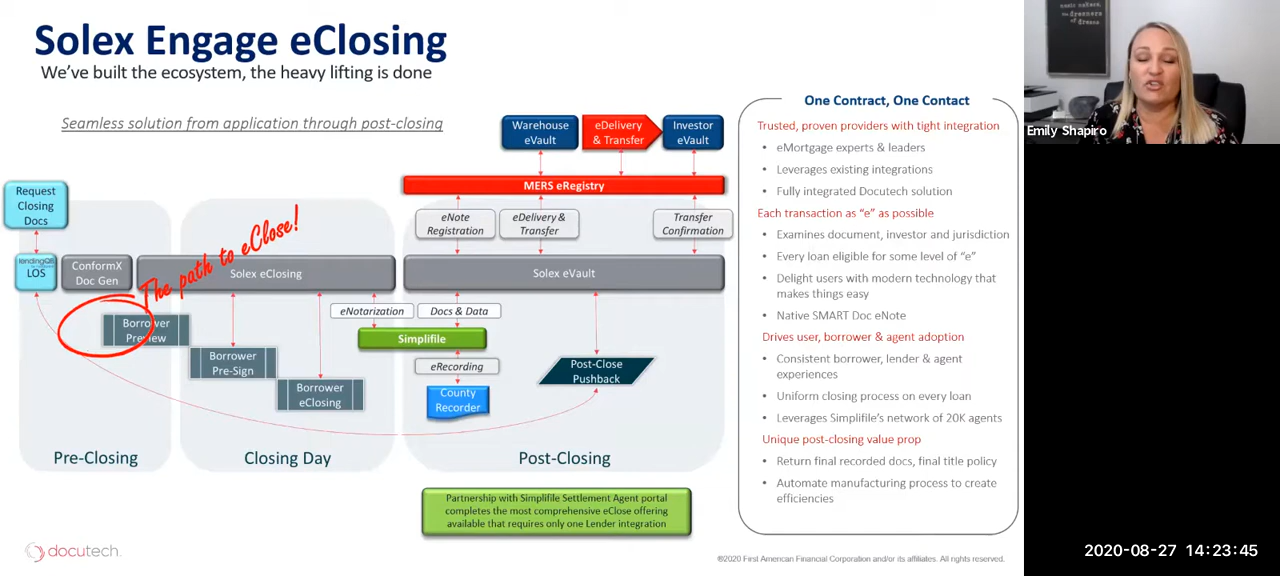 Solex Engage eClosing
We've built the ecosystem, the heavy lifting is done
Seamless solution from application through post-closing
Warehouse
eVault
eDelivery
& Transfer
Investor
eVault
MERS eRegistry
Request
Closing
Docs
eNote
Registration
eDelivery &
Transfer
Transfer
Confirmation
The path to eClose!
lendingQB
LOS
ConformX
Doc Gen
Solex eClosing
Solex eVault
eNotarization
Docs & Data
Borrower
Preview
Simplifile
Borrower
Pre-Sign
eRecording
Post-Close
Pushback
Borrower
eClosing
County
Recorder
Pre-Closing
Closing Day
Post-Closing
Partnership with Simplifile Settlement Agent portal
completes the most comprehensive eClose offering
available that requires only one Lender integration
One Contract, One Contact
Trusted, proven providers with tight integration
• eMortgage experts & leaders
• Leverages existing integrations
• Fully integrated Docutech solution
Each transaction as "e" as possible
• Examines document, investor and jurisdiction
• Every loan eligible for some level of "e"
• Delight users with modern technology that
makes things easy
• Native SMART Doc eNote
Drives user, borrower & agent adoption
• Consistent borrower, lender & agent
experiences
• Uniform closing process on every loan
• Leverages Simplifile's network of 20K agents
Unique post-closing value prop
• Return final recorded docs, final title policy
• Automate manufacturing process to create
efficiencies
docutech.
©2020 First American Financial Corporation and/or its affiliates. All rights reserved.
the dreamers
of dreams
Emily Shapiro
2020-08-27 14:23:45